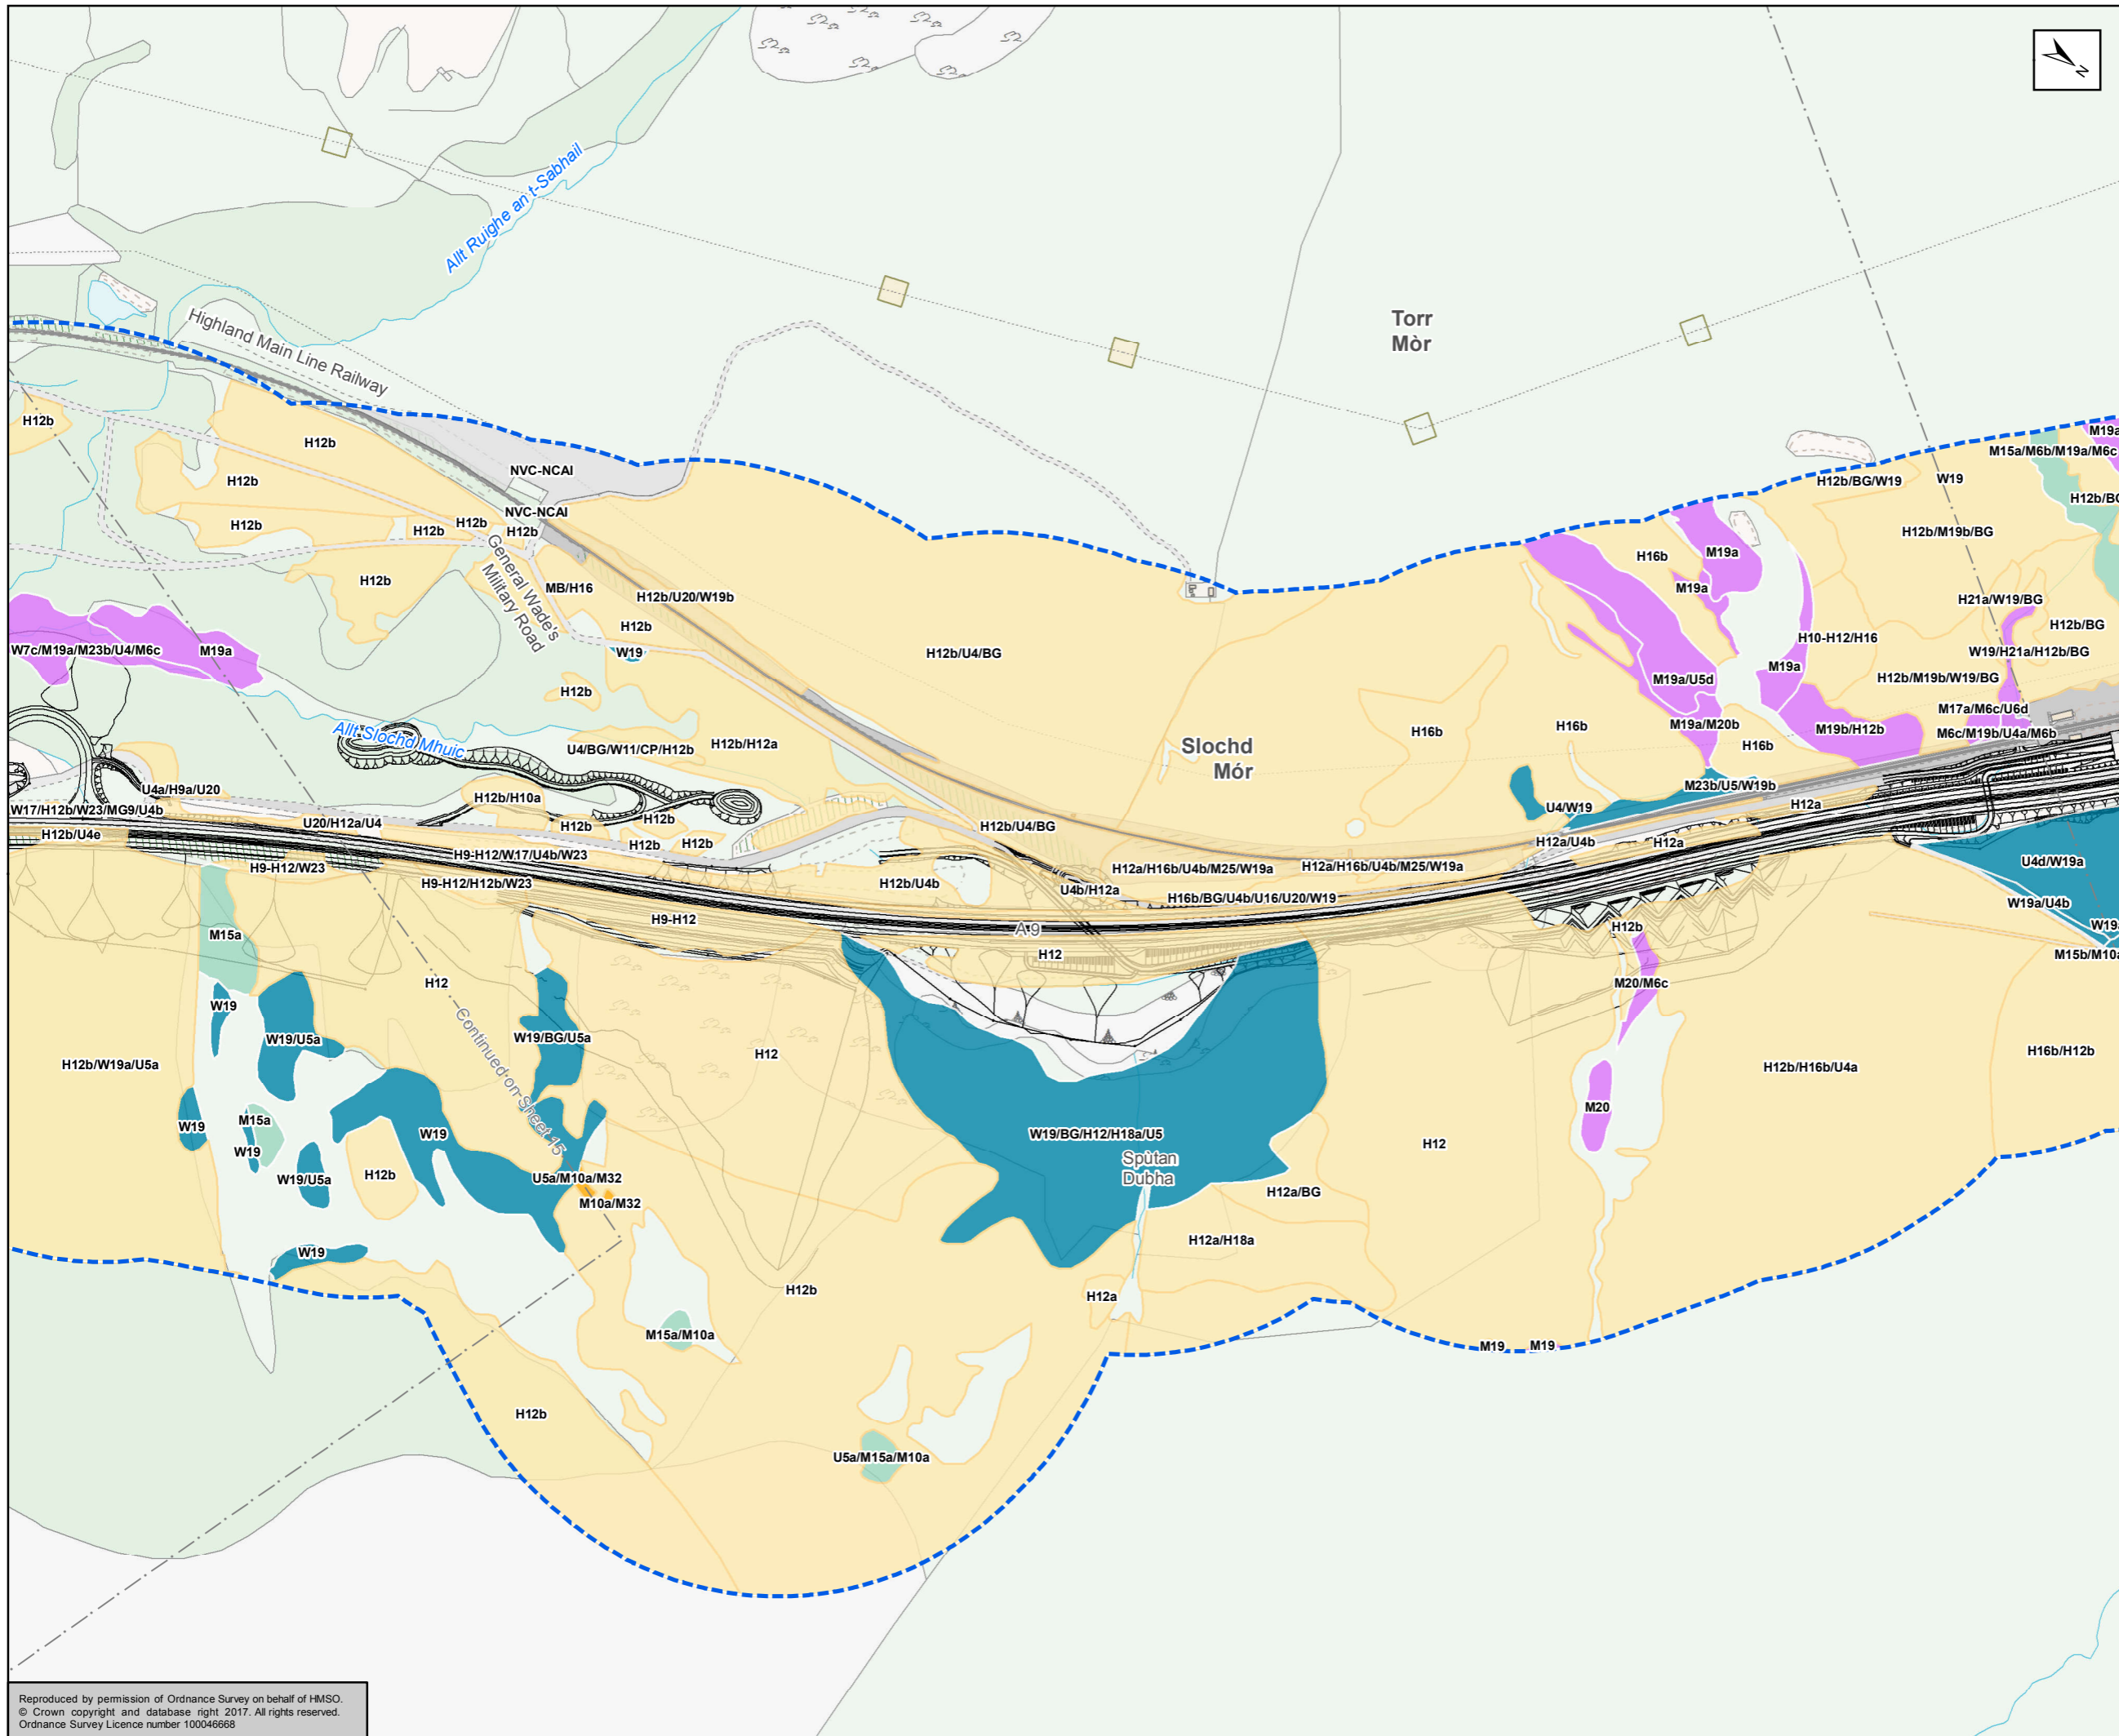 N
Allt Ruighe an t-Sabhail
Highland Main Line Railway
Torr
Mòr
H12b
H12b
H12b
H12b
H12b
H12b
H12b
H12b
NVC-NCAI
NVC-NCAI
General Wade's
Military Road
MB/H16
H12b/U20/W19b
H12b
W19
H12b
H12b/U4/BG
W7c/M19a/M23b/U4/M6c
M19a
Allt Slochd Mhuic
U4/BG/W11/CP/H12b
H12b/H12a
Slochd
Mór
H16b
H16b
H16b
M19a
M19a
M19a
M19a/U5d
M19a/M20b
H16b
M19b/H12b
H10-H12/H16
H12b/BG/W19
W19
M15a/M6b/M19a/M6c
M19a
H12b/BG
H12b/M19b/BG
H21a/W19/BG
H12b/BG
W19/H21a/H12b/BG
H12b/M19b/W19/BG
M17a/M6c/U6d
M6c/M19b/U4a/M6b
M23b/U5/W19b
U4/W19
H12a
H12a/U4b
H12a
U4a/H9a/U20
W17/H12b/W23/MG9/U4b
H12b/U4e
U20/H12a/U4
H12b/H10a
H12b
H12b
H12b
H12b
H9-H12/W17/U4b/W23
H9-H12/W23
H9-H12/H12b/W23
H9-H12
H12b/U4/BG
H12b/U4b
U4b/H12a
H12a/H16b/U4b/M25/W19a
H12a/H16b/U4b/M25/W19a
H16b/BG/U4b/U16/U20/W19
A 9
H12
U4d/W19a
W19a/U4b
W19a
M15b/M10a
H12b
M20/M6c
M20
M15a
W19
W19/U5a
H12
Continued on Sheet 15
W19/BG/U5a
H12
H12b/W19a/U5a
W19
M15a
W19
W19/U5a
W19
H12b
U5a/M10a/M32
M10a/M32
W19
W19/BG/H12/H18a/U5
Spùtan
Dubha
H12
H12b/H16b/U4a
H16b/H12b
H12a/BG
H12a/H18a
H12b
H12a
M15a/M10a
M19
M19
H12b
U5a/M15a/M10a
Reproduced by permission of Ordnance Survey on behalf of HMSO.
© Crown copyright and database right 2017. All rights reserved.
Ordnance Survey Licence number 100046668